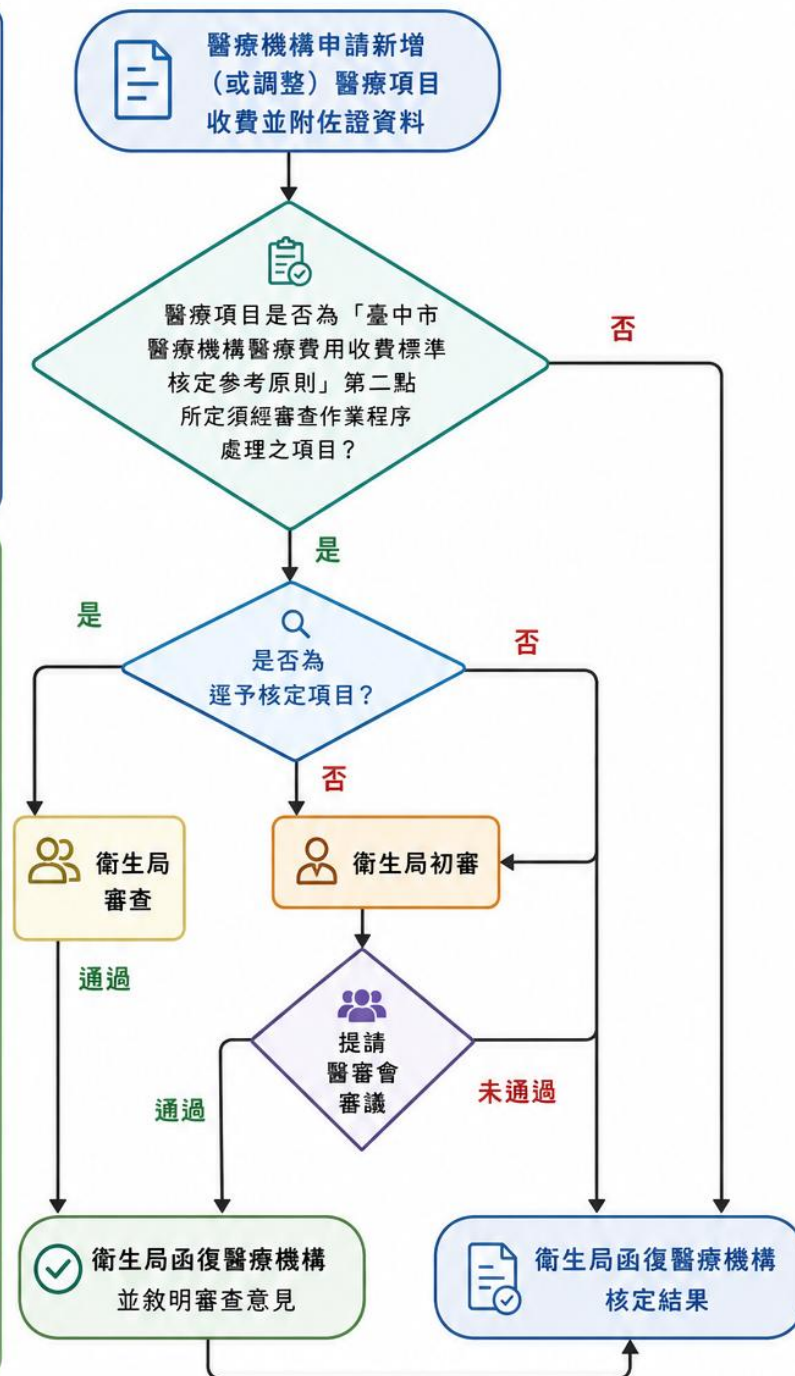 醫療機構申請新增
（或調整）醫療項目
收費並附佐證資料
醫療項目是否為「臺中市
醫療機構醫療費用收費標準
核定參考原則」第二點
所定須經審查作業程序
處理之項目？
否
是
是
是否為
逕予核定項目？
否
否
衛生局
審查
衛生局初審
通過
提請
醫審會
審議
通過
未通過
衛生局函復醫療機構
並敘明審查意見
衛生局函復醫療機構
核定結果